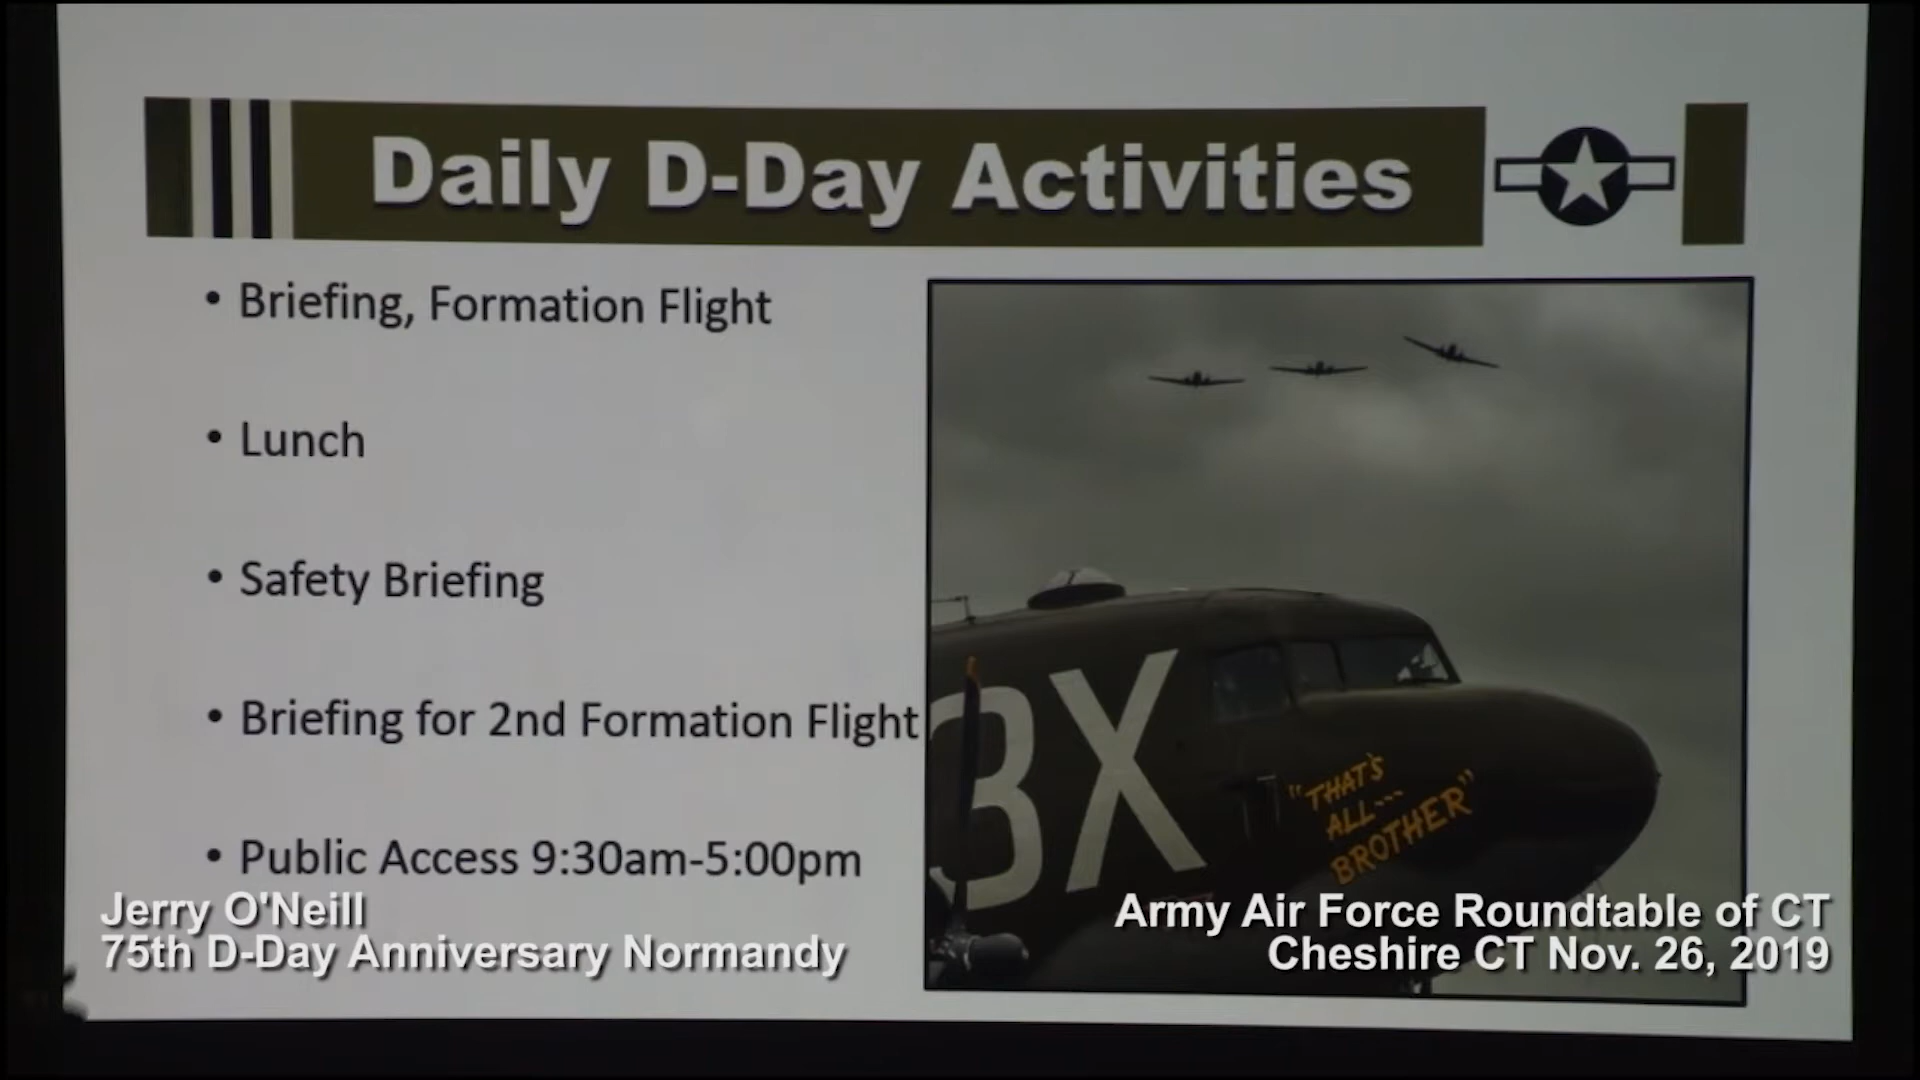 Daily D-Day Activities
• Briefing, Formation Flight
• Lunch
• Safety Briefing
• Briefing for 2nd Formation Flight
• Public Access 9:30am-5:00pm
3X
"THAT'S
ALL---
BROTHER"
Jerry O'Neill
75th D-Day Anniversary Normandy
Army Air Force Roundtable of CT
Cheshire CT Nov. 26, 2019